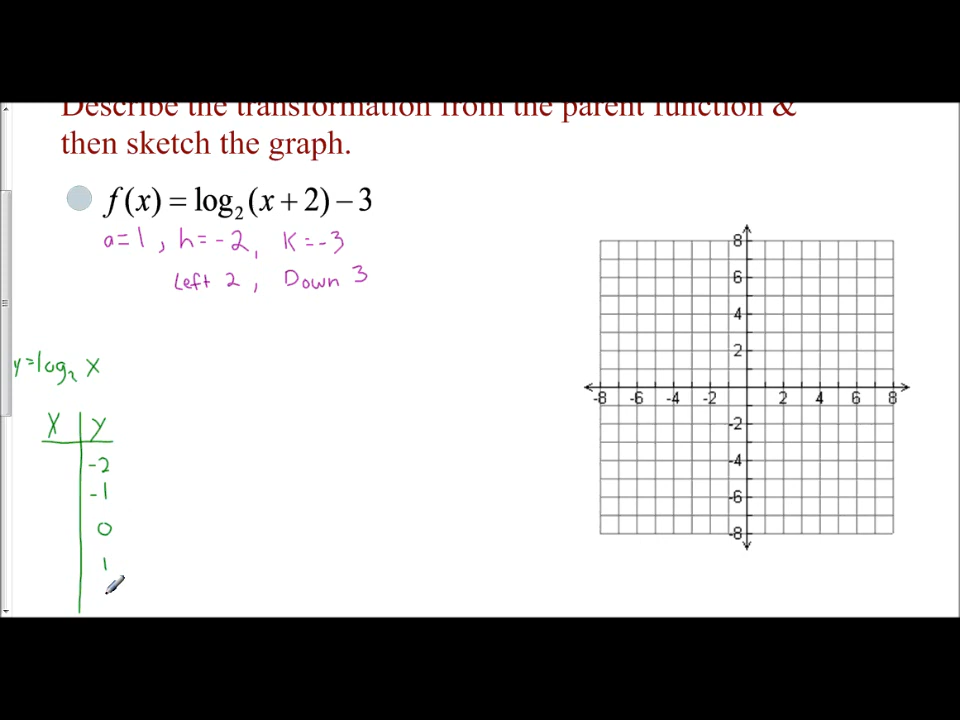 Describe the transformation from the parent function &
then sketch the graph.
f(x) = log₂(x + 2) − 3
a=1, h=-2, K=-3
Left 2, Down 3
y=log₂ X
X Y
-2
-1
0
1
8
6
4
2
-8 -6 -4 -2 2 4 6 8
-2
-4
-6
-8